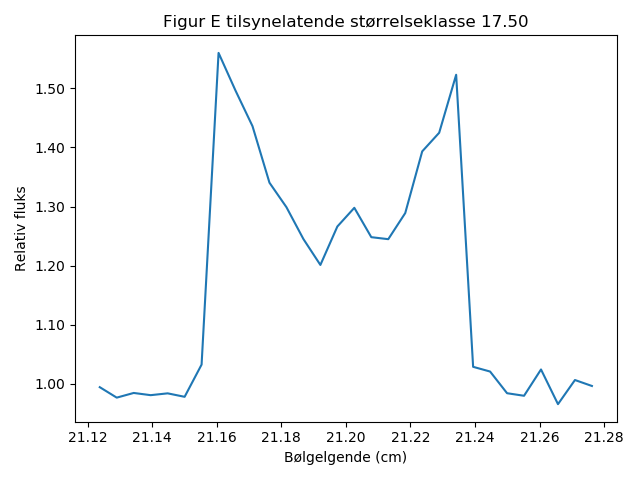 Figur E tilsynelatende størrelseklasse 17.50
1.50
1.40
1.30
1.20
1.10
1.00
Relativ fluks
21.12 21.14 21.16 21.18 21.20 21.22 21.24 21.26 21.28
Bølgelgende (cm)